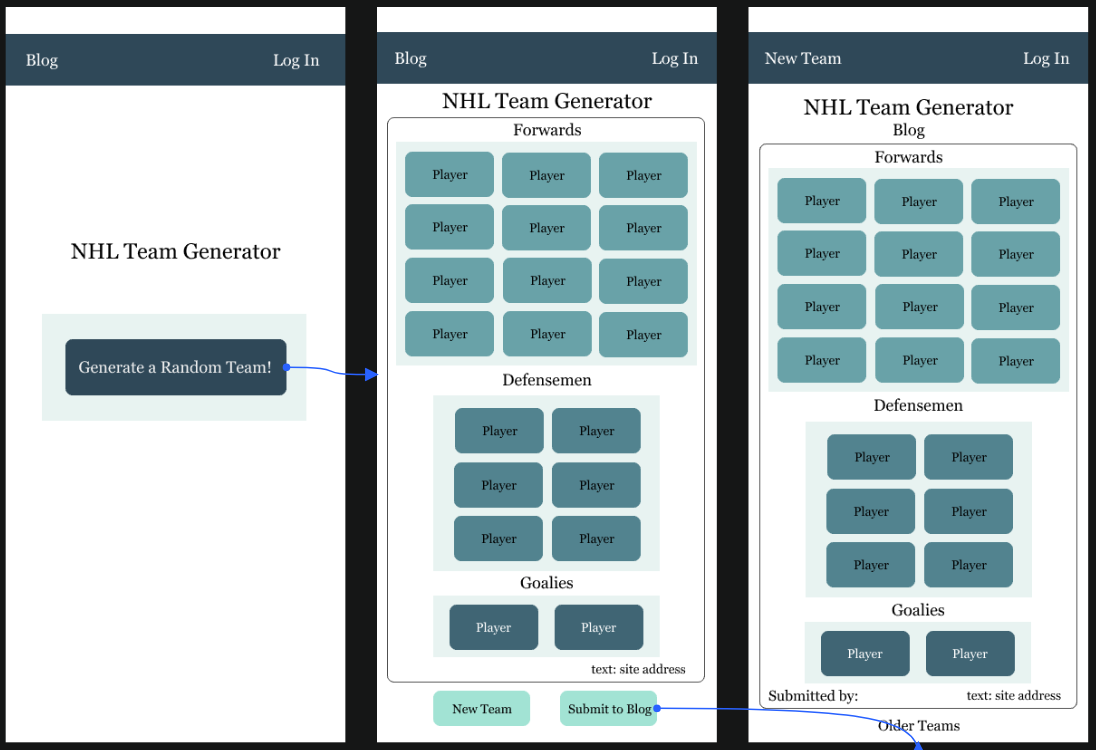 Blog Log In
NHL Team Generator
Generate a Random Team!
Blog Log In
NHL Team Generator
Forwards
Player Player Player
Player Player Player
Player Player Player
Player Player Player
Defensemen
Player Player
Player Player
Player Player
Goalies
Player Player
text: site address
New Team Submit to Blog
New Team Log In
NHL Team Generator
Blog
Forwards
Player Player Player
Player Player Player
Player Player Player
Player Player Player
Defensemen
Player Player
Player Player
Player Player
Goalies
Player Player
Submitted by: text: site address
Older Teams